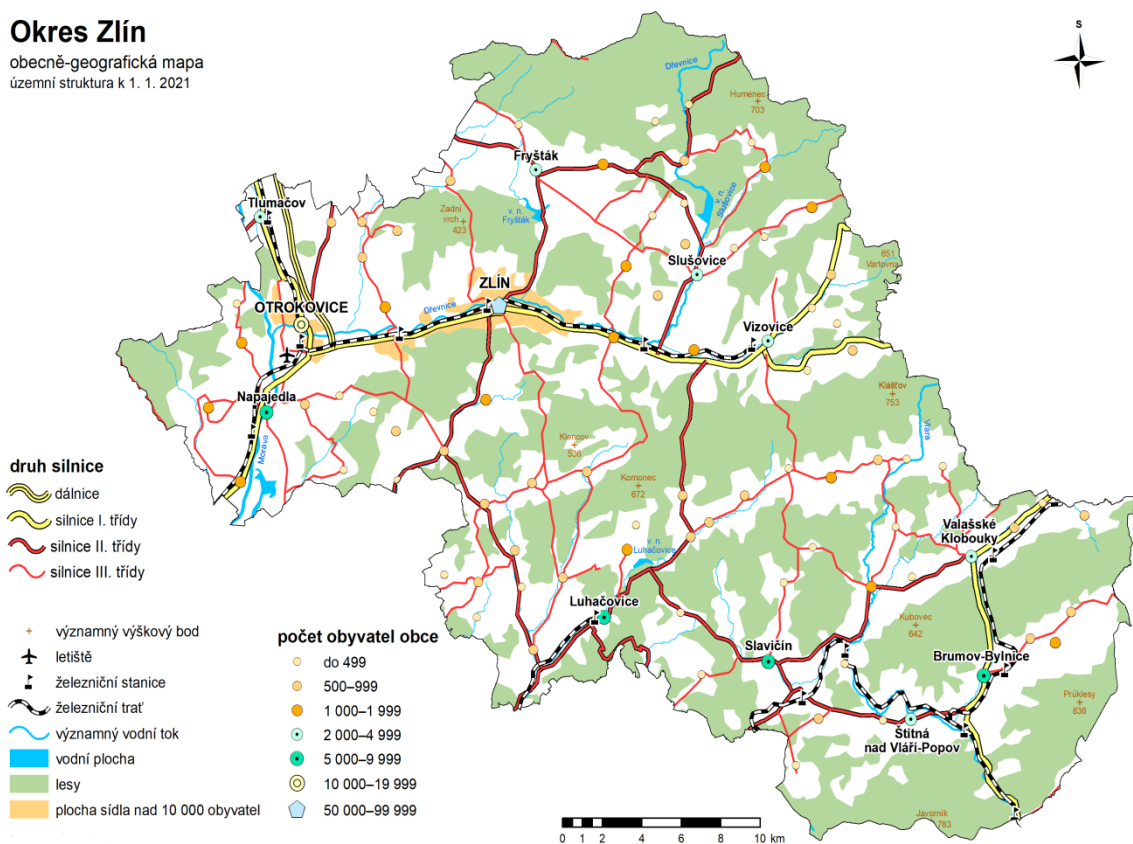 Okres Zlín
obecně-geografická mapa
územní struktura k 1. 1. 2021
S
Dřevnice
Humenec
703
Fryšták
Tlumačov
Zadní
vrch
423
v. n.
Fryšták
v. n.
Slušovice
Slušovice
651
Vartovna
ZLÍN
OTROKOVICE
Dřevnice
Vizovice
Klášťov
753
Napajedla
Vlára
Morava
Klencov
Komonec
672
Valašské
Klobouky
v. n.
Luhačovice
Luhačovice
Kubovec
642
Slavičín
Brumov-Bylnice
Průklesy
836
Štítná
nad Vláří-Popov
Javorník
783
druh silnice
dálnice
silnice I. třídy
silnice II. třídy
silnice III. třídy
významný výškový bod
letiště
železniční stanice
železniční trať
významný vodní tok
vodní plocha
lesy
plocha sídla nad 10 000 obyvatel
počet obyvatel obce
do 499
500–999
1 000–1 999
2 000–4 999
5 000–9 999
10 000–19 999
50 000–99 999
0 1 2 4 6 8 10 km